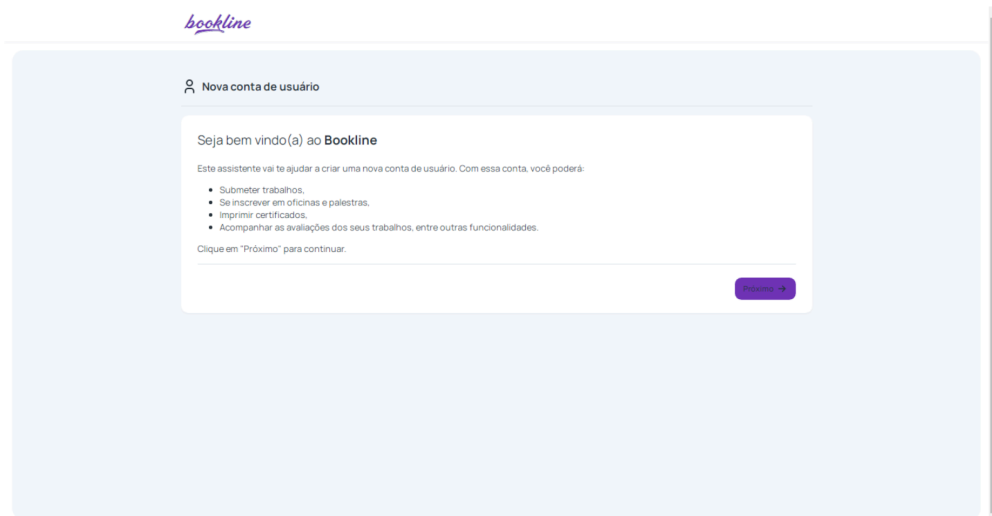 bookline
Nova conta de usuário
Seja bem vindo(a) ao Bookline
Este assistente vai te ajudar a criar uma nova conta de usuário. Com essa conta, você poderá:
Submeter trabalhos,
Se inscrever em oficinas e palestras,
Imprimir certificados,
Acompanhar as avaliações dos seus trabalhos, entre outras funcionalidades.
Clique em "Próximo" para continuar.
Próximo →